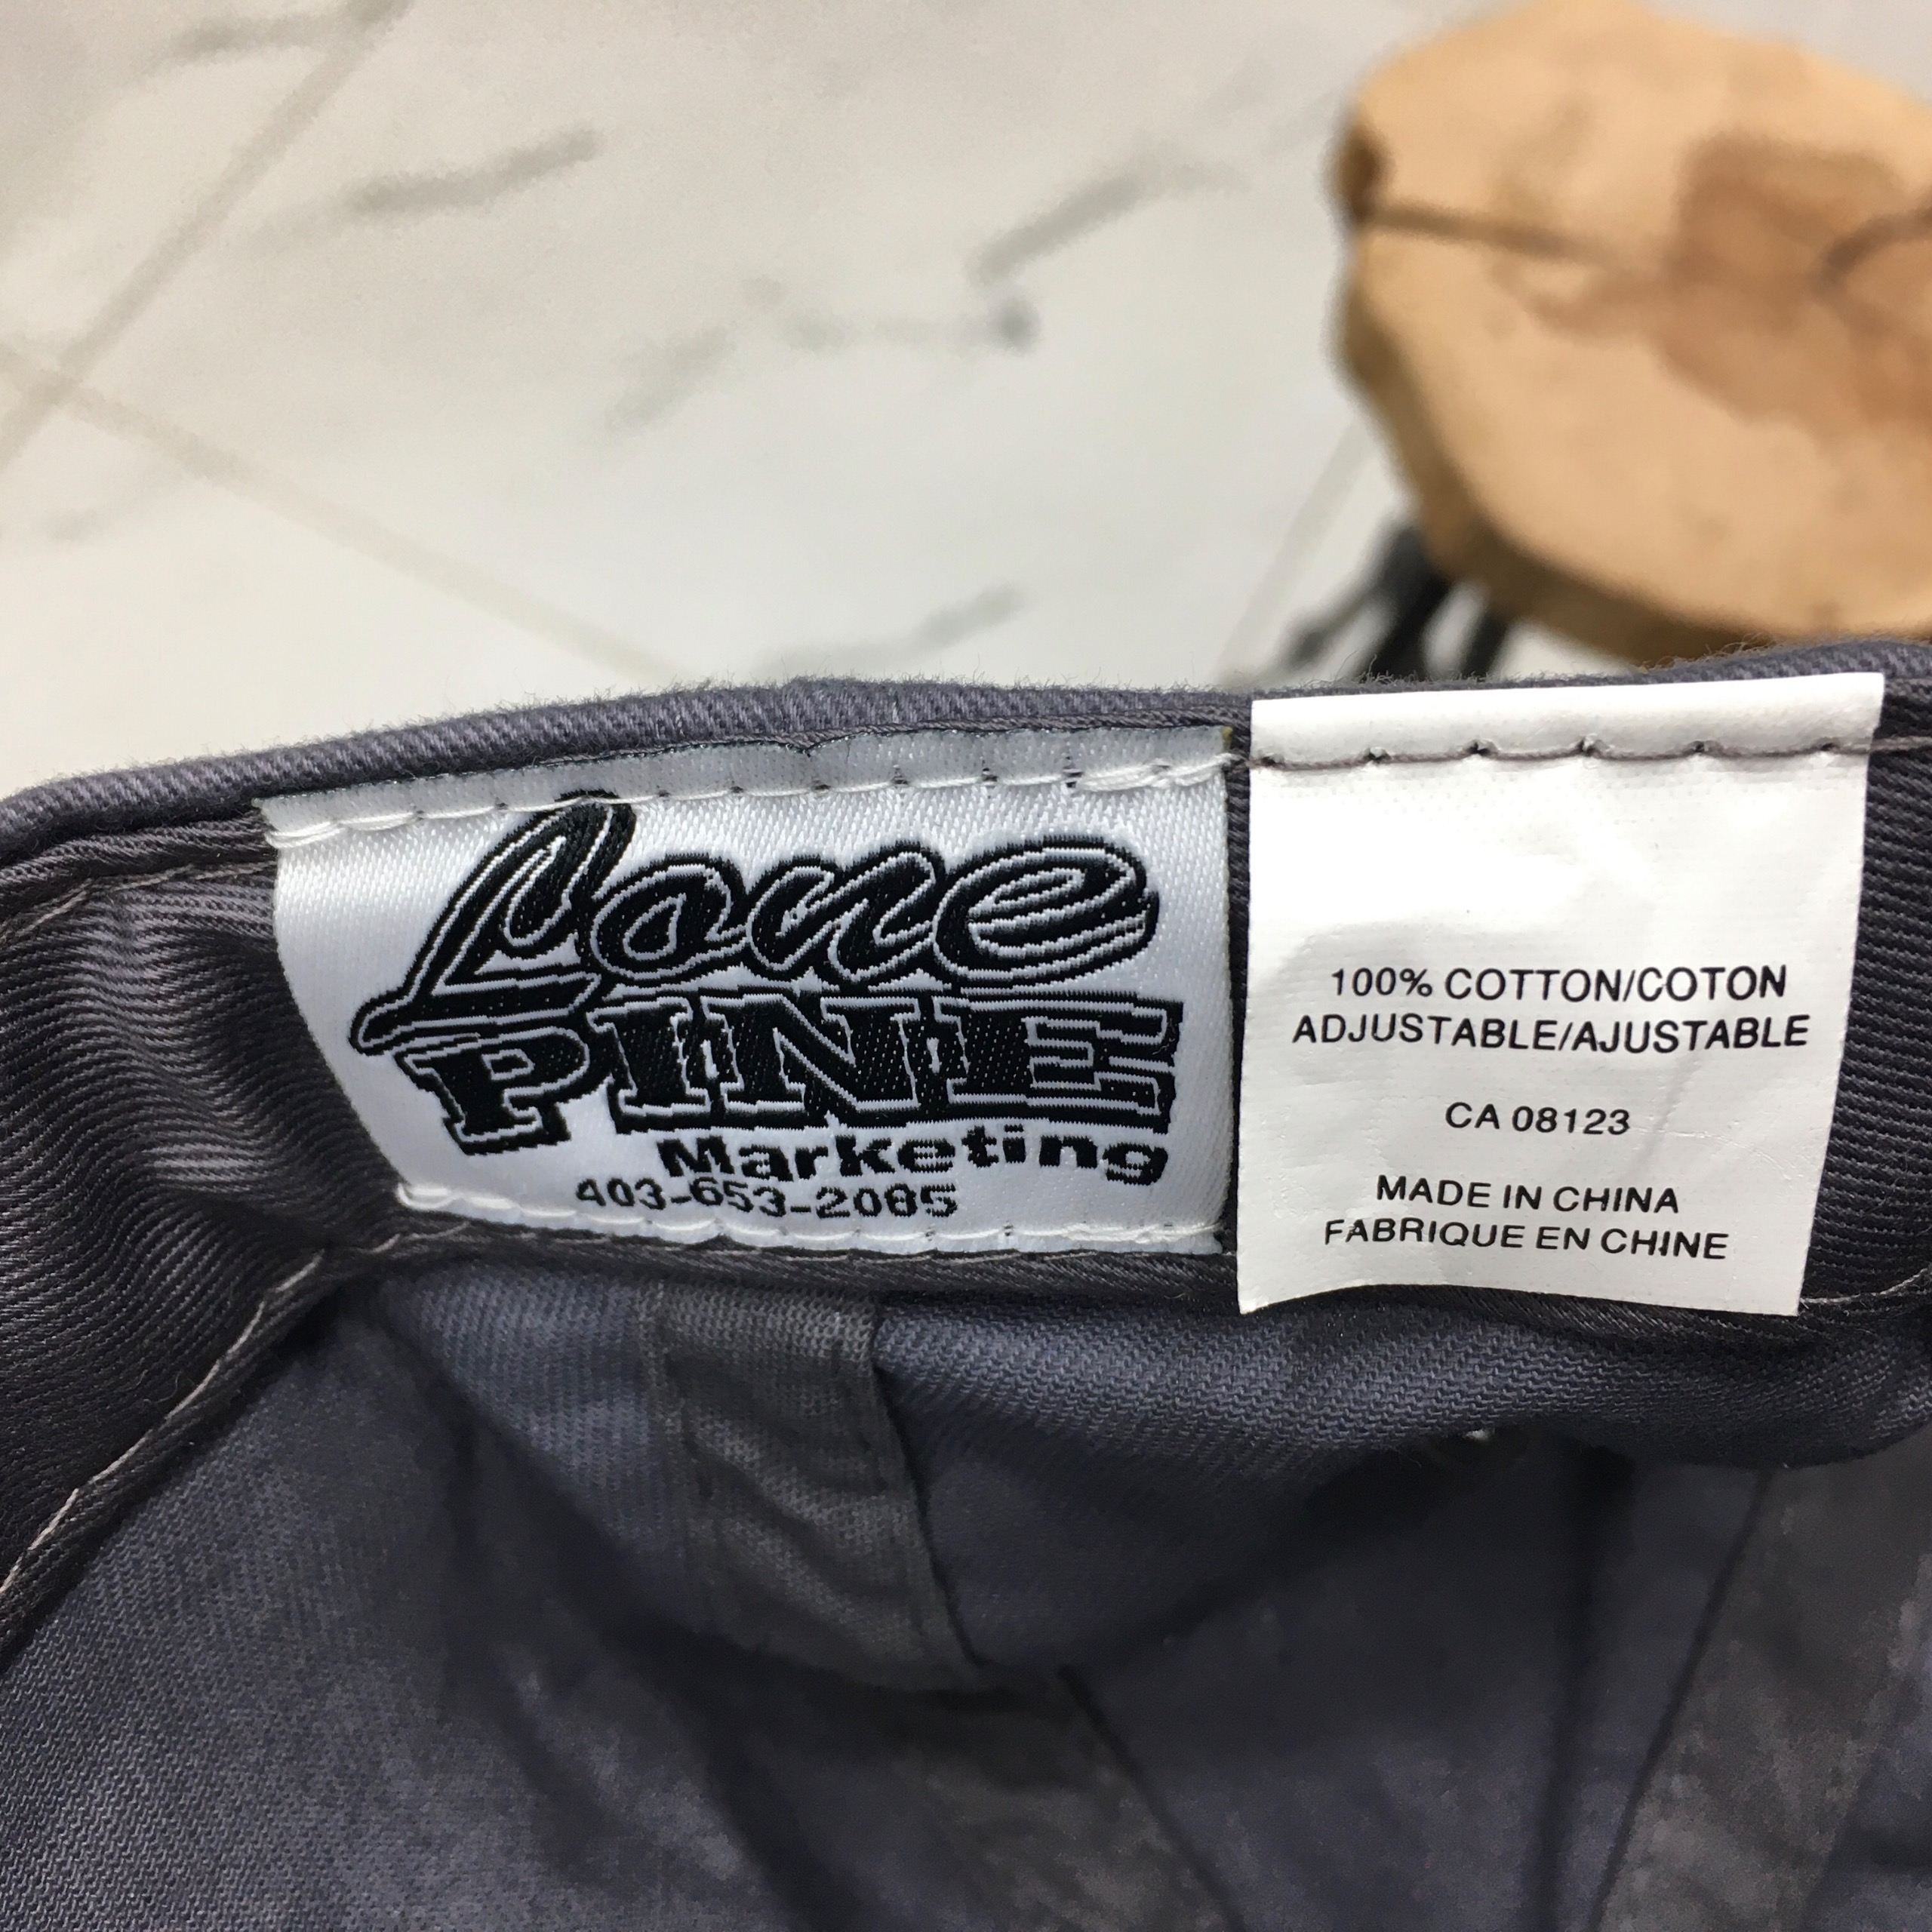 Lone
PINE
Marketing
403-653-2085
100% COTTON/COTON
ADJUSTABLE/AJUSTABLE
CA 08123
MADE IN CHINA
FABRIQUE EN CHINE